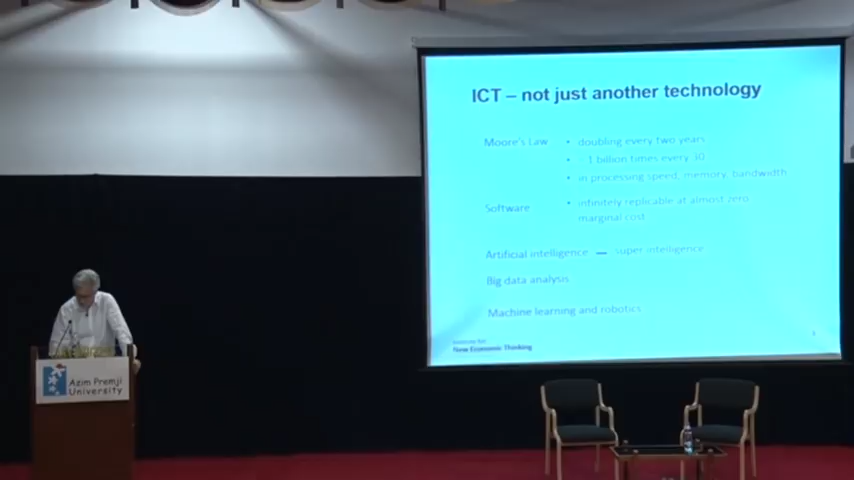 ICT – not just another technology
Moore's Law • doubling every two years
• ~ 1 billion times every 30
• in processing speed, memory, bandwidth
Software • infinitely replicable at almost zero
marginal cost
Artificial intelligence — super intelligence
Big data analysis
Machine learning and robotics
Institute for
New Economic Thinking
Azim Premji
University